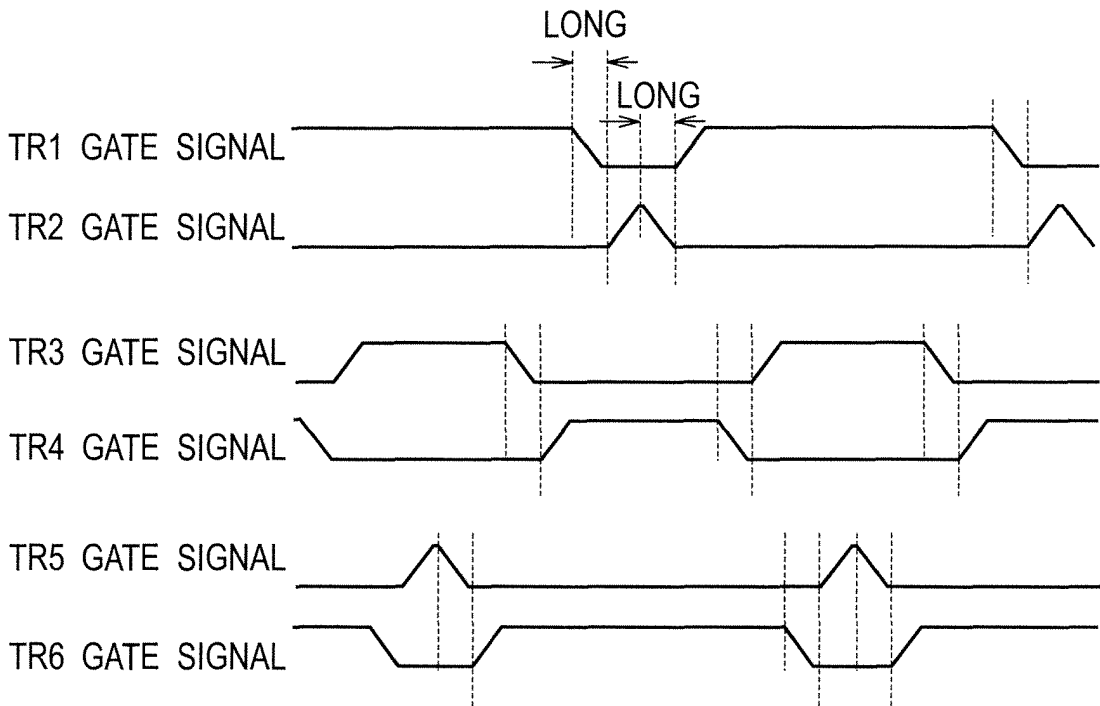 LONG
LONG
TR1 GATE SIGNAL
TR2 GATE SIGNAL
TR3 GATE SIGNAL
TR4 GATE SIGNAL
TR5 GATE SIGNAL
TR6 GATE SIGNAL